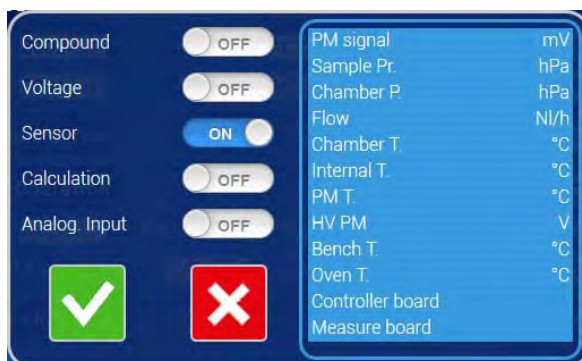 Compound OFF
Voltage OFF
Sensor ON
Calculation OFF
Analog. Input OFF
PM signal mV
Sample Pr. hPa
Chamber P. hPa
Flow Nl/h
Chamber T. °C
Internal T. °C
PM T. °C
HV PM V
Bench T. °C
Oven T. °C
Controller board
Measure board